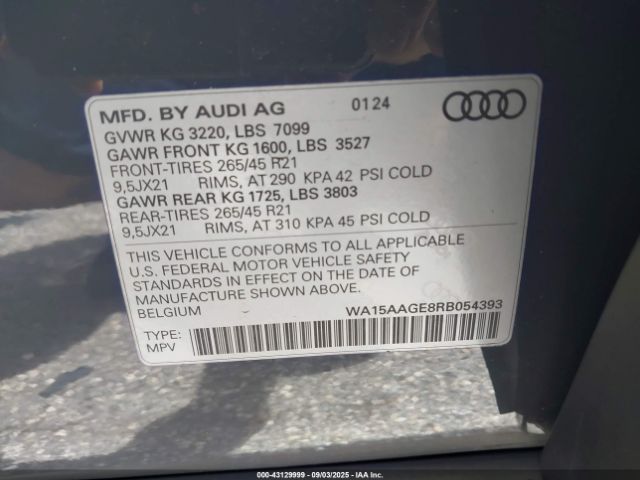 MFD. BY AUDI AG 0124
GVWR KG 3220, LBS 7099
GAWR FRONT KG 1600, LBS 3527
FRONT-TIRES 265/45 R21
9,5JX21 RIMS, AT 290 KPA 42 PSI COLD
GAWR REAR KG 1725, LBS 3803
REAR-TIRES 265/45 R21
9,5JX21 RIMS, AT 310 KPA 45 PSI COLD
THIS VEHICLE CONFORMS TO ALL APPLICABLE
U.S. FEDERAL MOTOR VEHICLE SAFETY
STANDARDS IN EFFECT ON THE DATE OF
MANUFACTURE SHOWN ABOVE.
BELGIUM WA15AAGE8RB054393
TYPE:
MPV
000-43129999 - 09/03/2025 - Copart: IAA Inc.